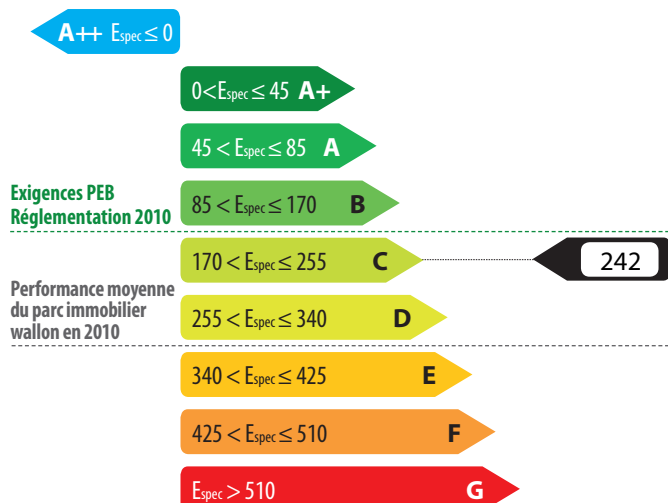 A++ Espec ≤ 0
0<Espec ≤ 45 A+
45 < Espec ≤ 85 A
Exigences PEB
Réglementation 2010
85 < Espec ≤ 170 B
170 < Espec ≤ 255 C
242
Performance moyenne
du parc immobilier
wallon en 2010
255 < Espec ≤ 340 D
340 < Espec ≤ 425 E
425 < Espec ≤ 510 F
Espec > 510 G